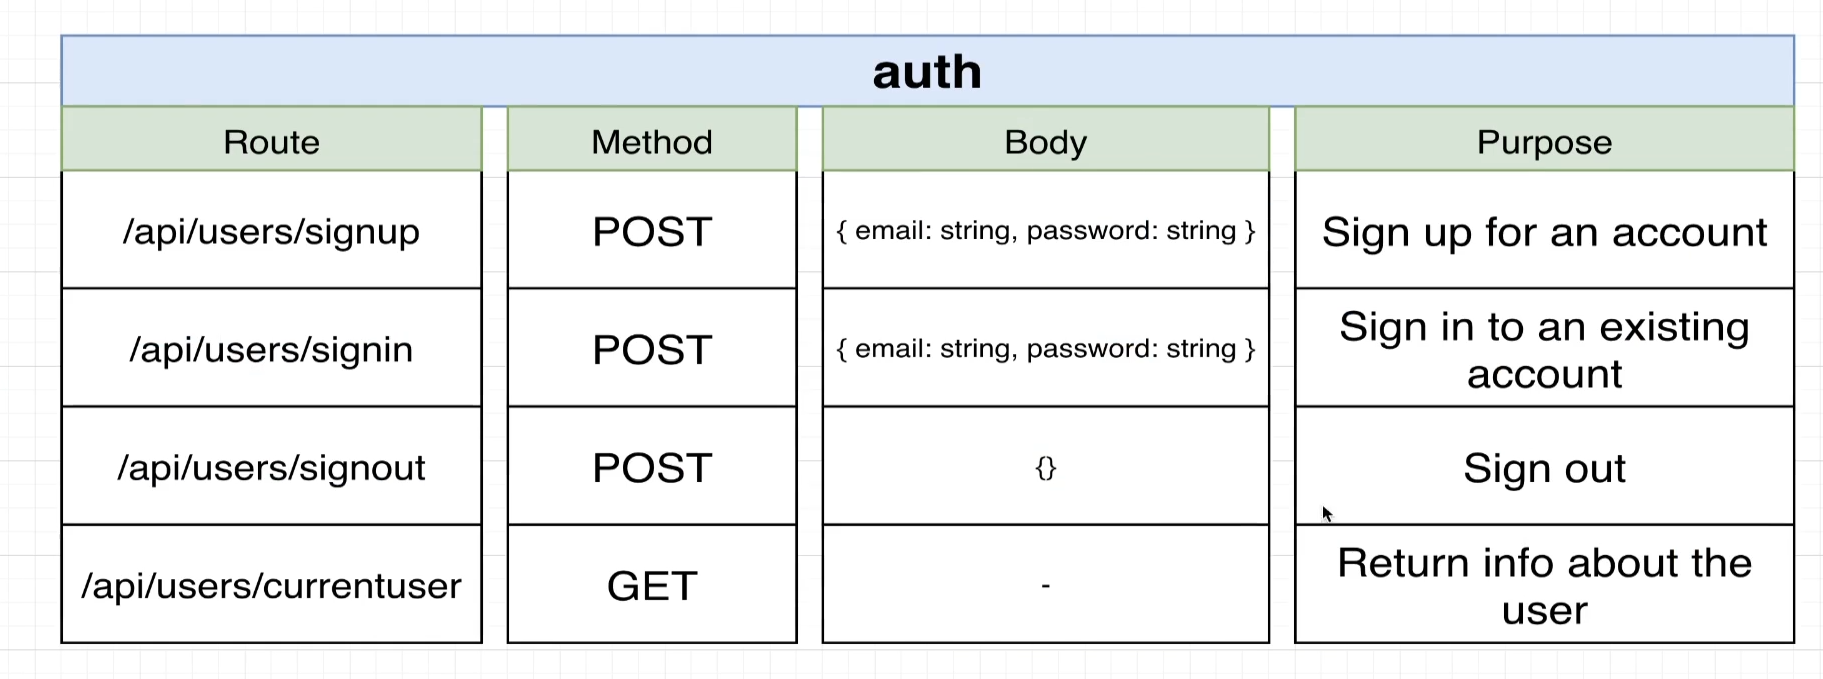 auth
Route Method Body Purpose
/api/users/signup POST { email: string, password: string } Sign up for an account
/api/users/signin POST { email: string, password: string } Sign in to an existing
account
/api/users/signout POST {} Sign out
/api/users/currentuser GET - Return info about the
user